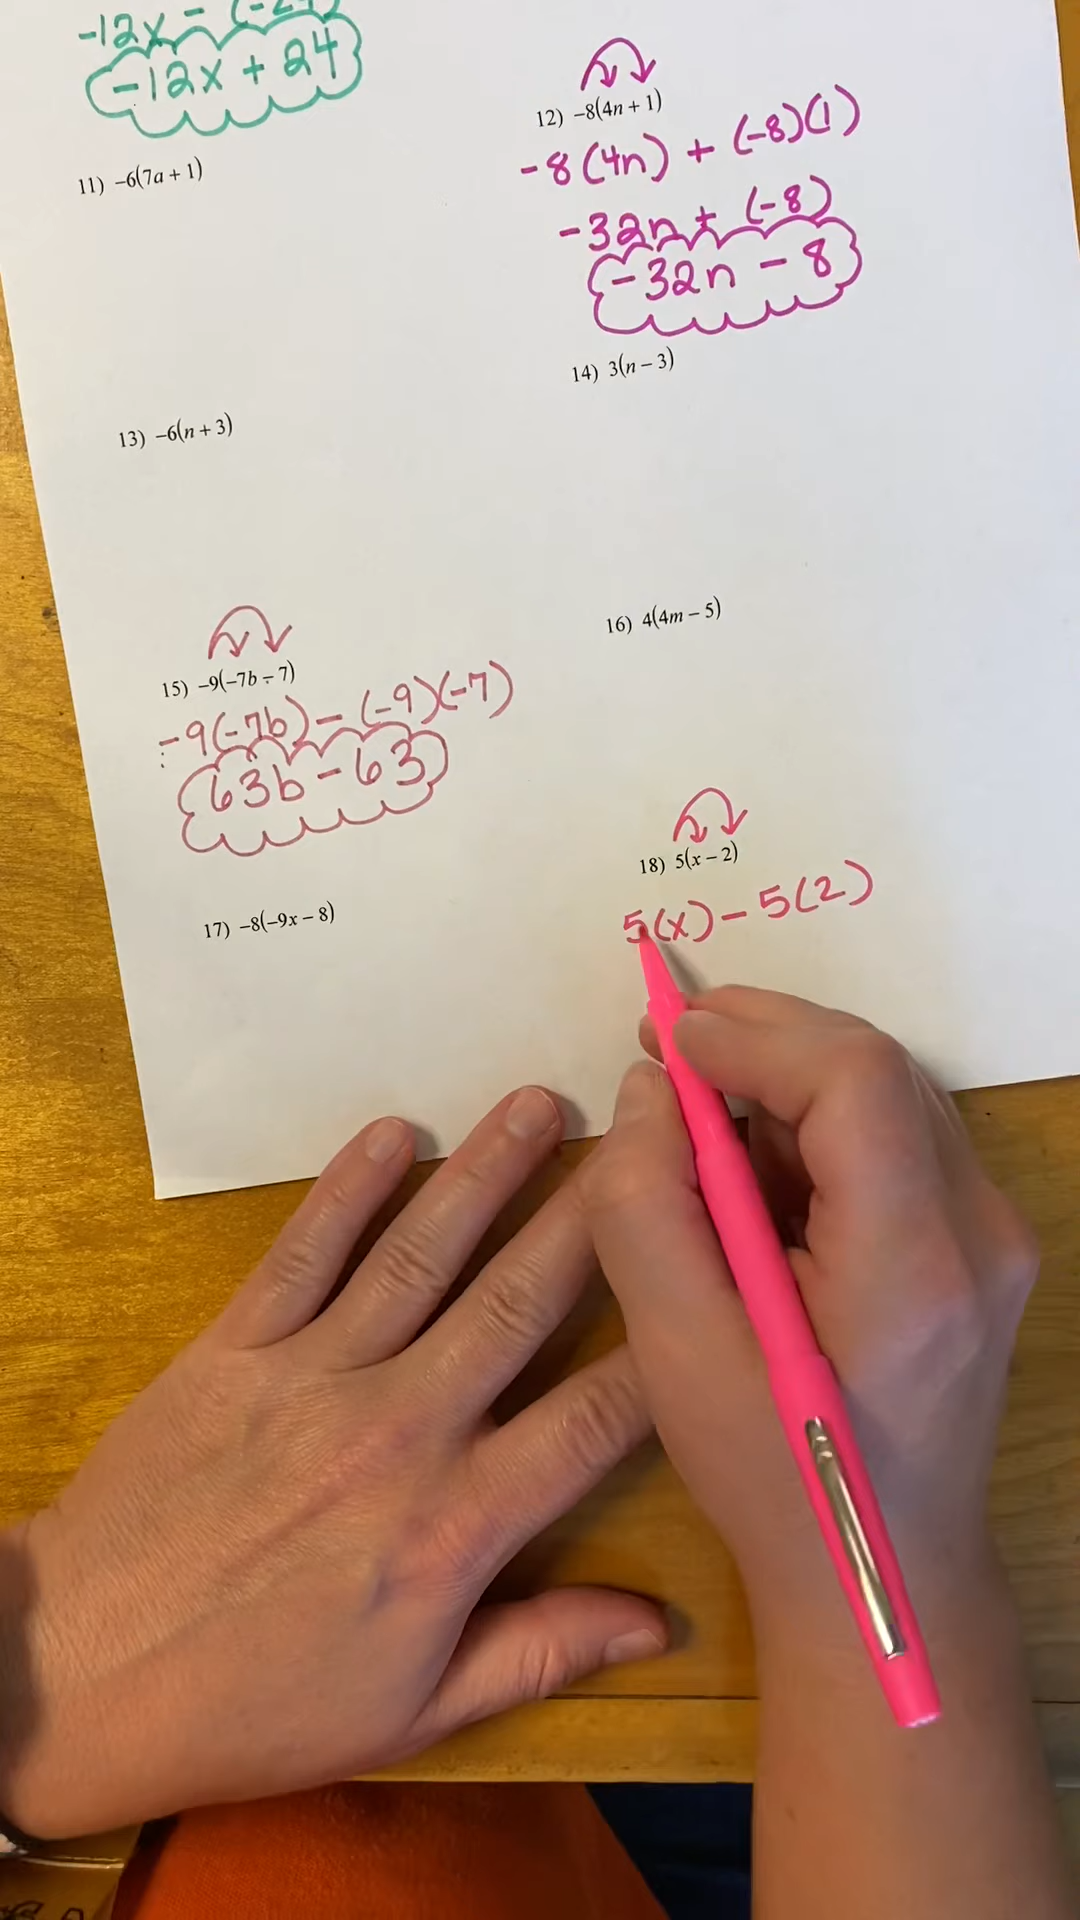 -12x - (-24)
-12x + 24
11) -6(7a + 1)
12) -8(4n + 1)
-8(4n) + (-8)(1)
-32n + (-8)
-32n - 8
13) -6(n + 3)
14) 3(n - 3)
15) -9(-7b - 7)
-9(-7b) - (-9)(-7)
63b - 63
16) 4(4m - 5)
17) -8(-9x - 8)
18) 5(x - 2)
5(x) - 5(2)